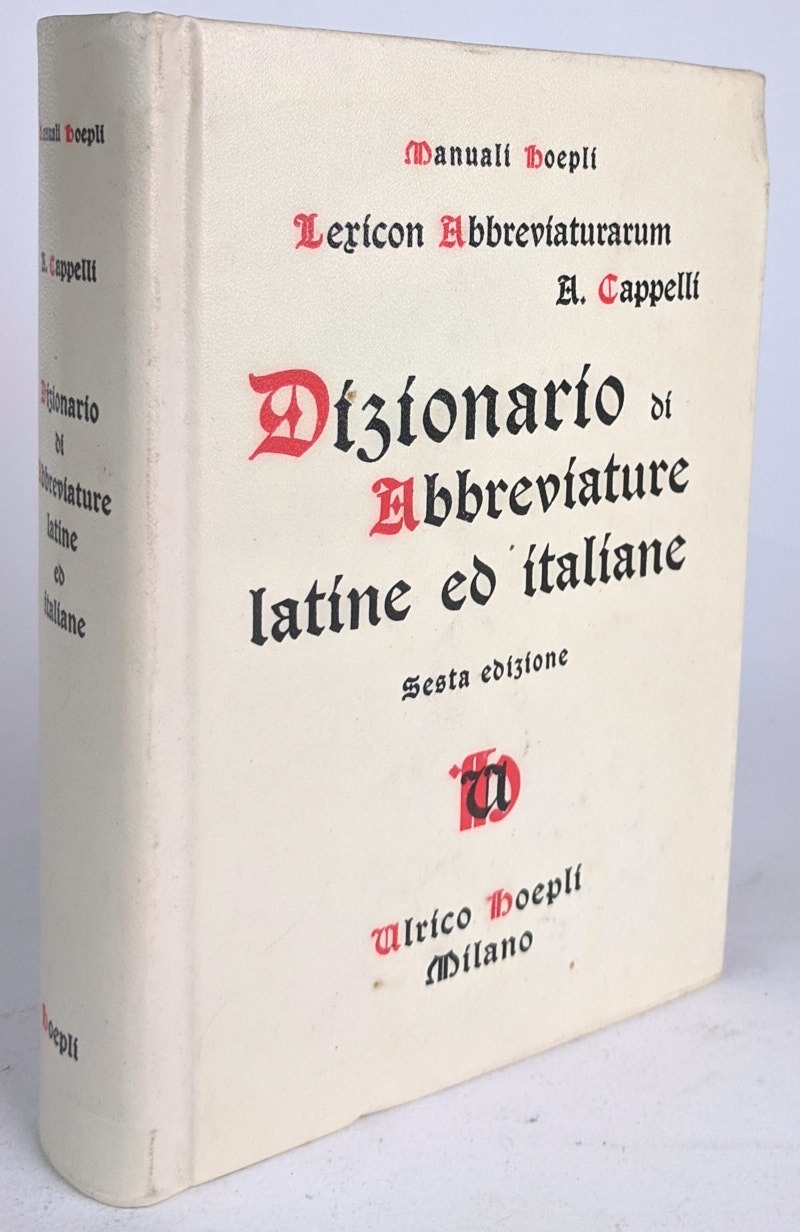 Manuali Hoepli
Lexicon Abbreviaturarum
A. Cappelli
Dizionario di
Abbreviature
latine ed italiane
Sesta edizione
UH
Ulrico Hoepli
Milano
Manuali Hoepli
A. Cappelli
Dizionario
di
Abbreviature
latine
ed
italiane
Hoepli